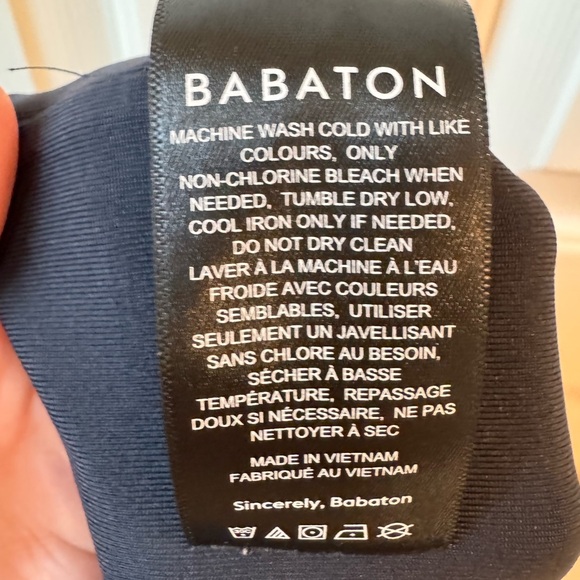 BABATON
MACHINE WASH COLD WITH LIKE
COLOURS, ONLY
NON-CHLORINE BLEACH WHEN
NEEDED, TUMBLE DRY LOW,
COOL IRON ONLY IF NEEDED,
DO NOT DRY CLEAN
LAVER À LA MACHINE À L'EAU
FROIDE AVEC COULEURS
SEMBLABLES, UTILISER
SEULEMENT UN JAVELLISANT
SANS CHLORE AU BESOIN,
SÉCHER À BASSE
TEMPÉRATURE, REPASSAGE
DOUX SI NÉCESSAIRE, NE PAS
NETTOYER À SEC
MADE IN VIETNAM
FABRIQUÉ AU VIETNAM
Sincerely, Babaton